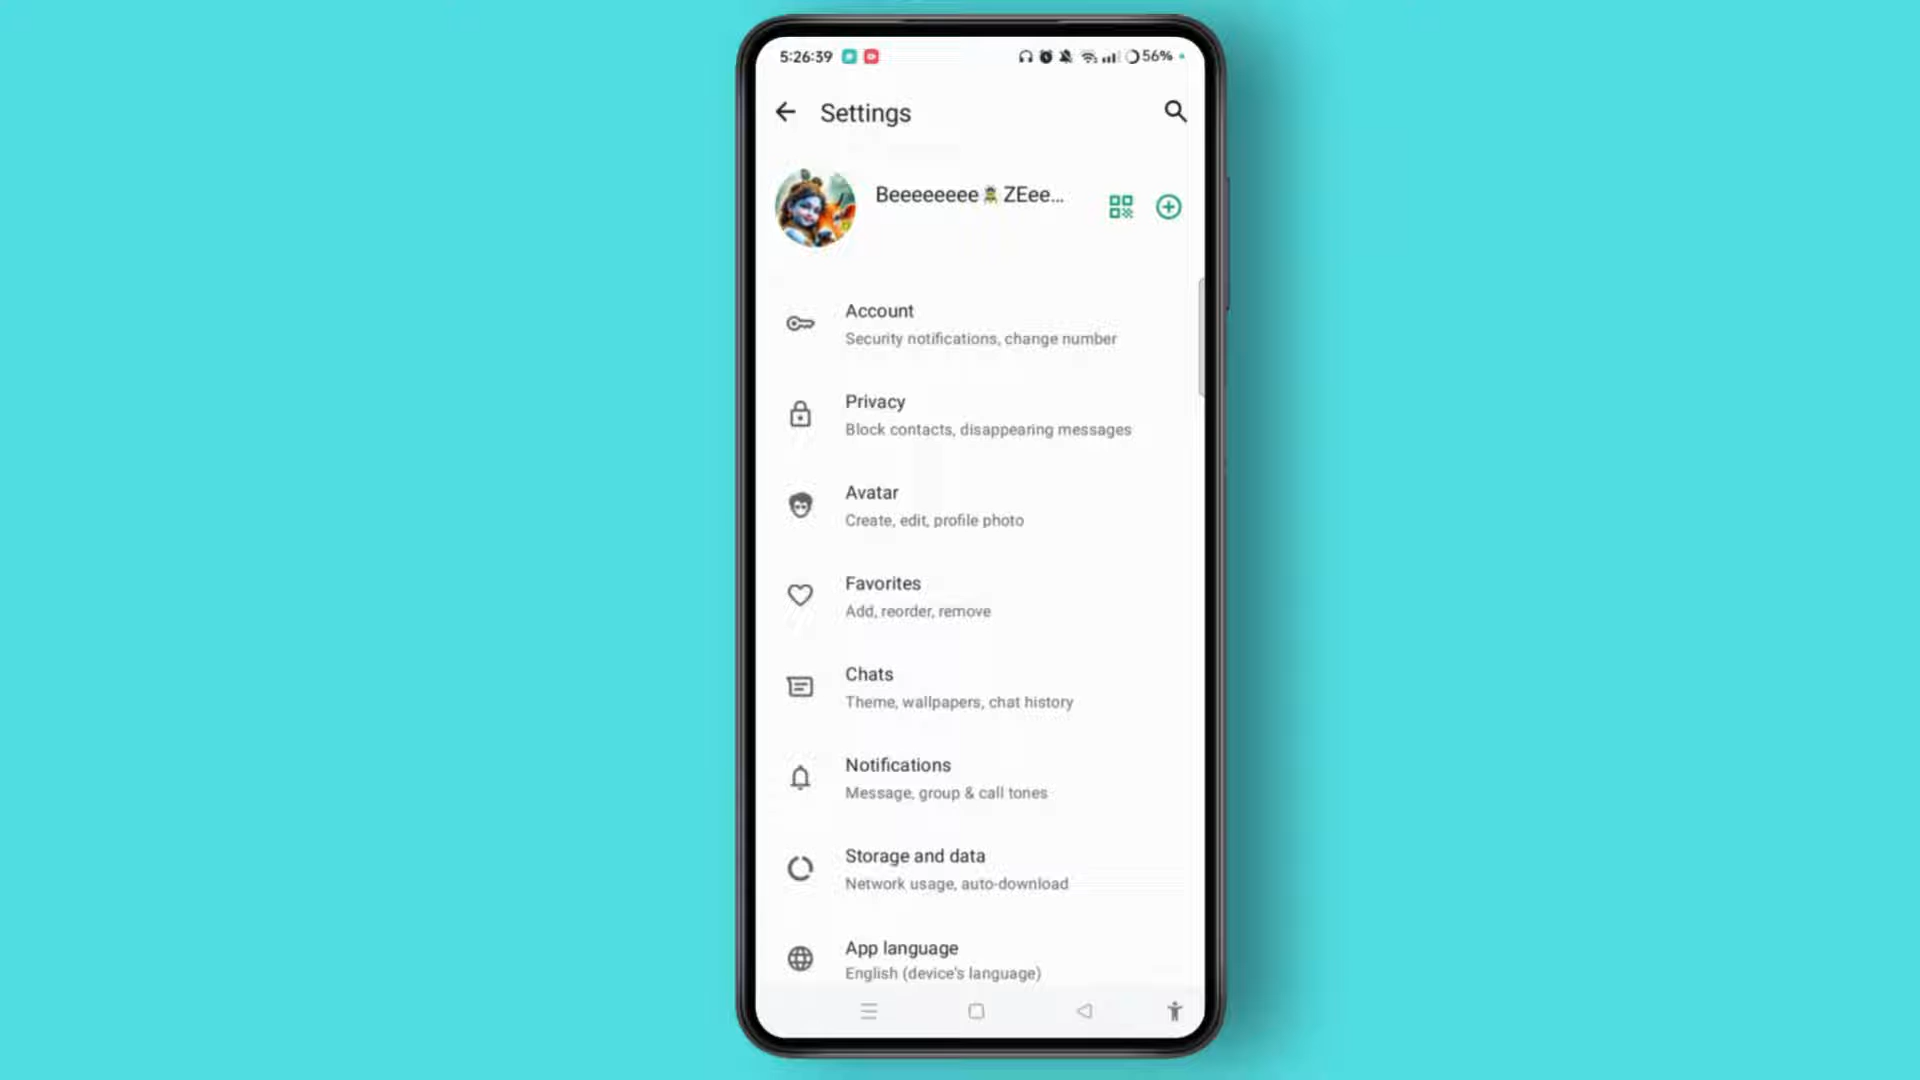 5:26:39 56%
Settings
Beeeeeeee🧟ZEee...
Account
Security notifications, change number
Privacy
Block contacts, disappearing messages
Avatar
Create, edit, profile photo
Favorites
Add, reorder, remove
Chats
Theme, wallpapers, chat history
Notifications
Message, group & call tones
Storage and data
Network usage, auto-download
App language
English (device's language)